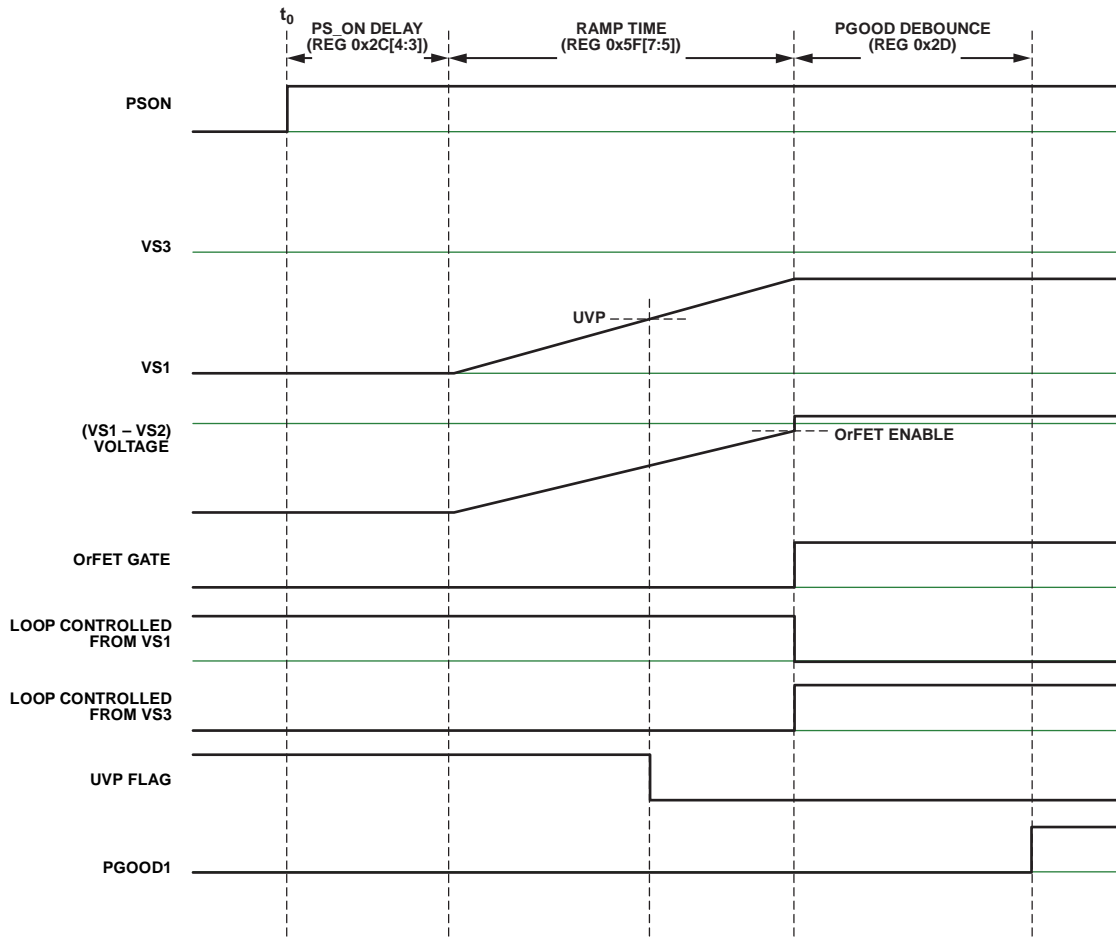 t0
PS_ON DELAY
(REG 0x2C[4:3])
RAMP TIME
(REG 0x5F[7:5])
PGOOD DEBOUNCE
(REG 0x2D)
PSON
VS3
UVP
VS1
(VS1 – VS2)
VOLTAGE
OrFET ENABLE
OrFET GATE
LOOP CONTROLLED
FROM VS1
LOOP CONTROLLED
FROM VS3
UVP FLAG
PGOOD1